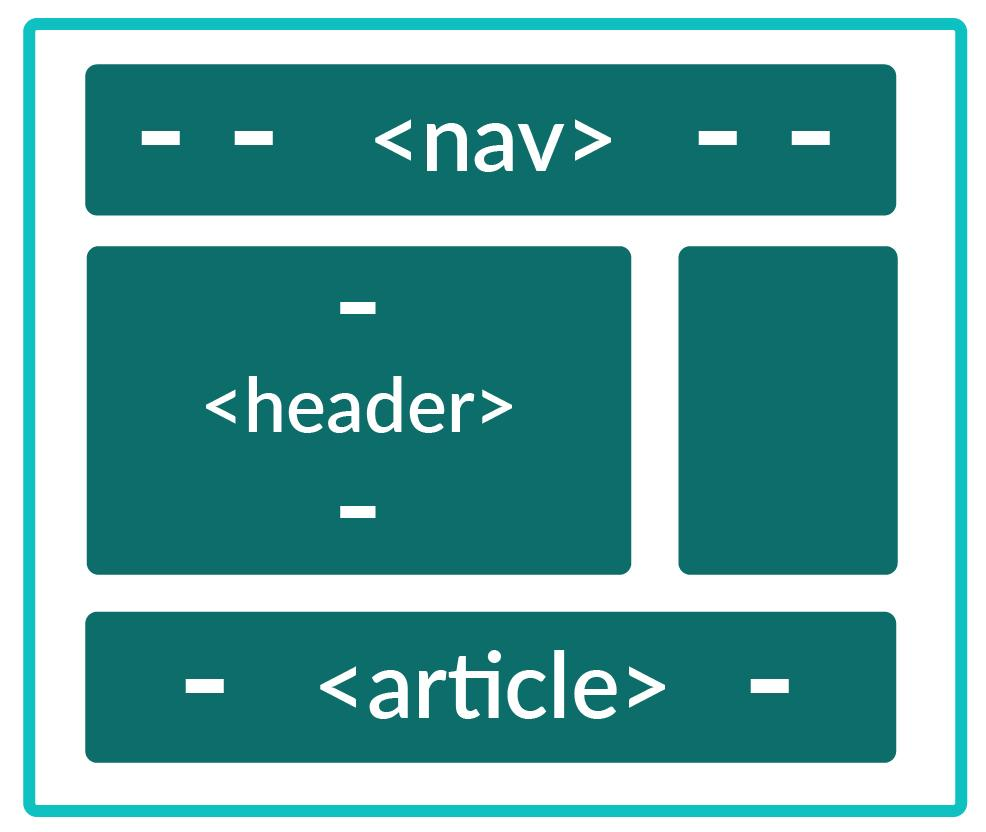 - - <nav> - -
-
<header>
-
- <article> -